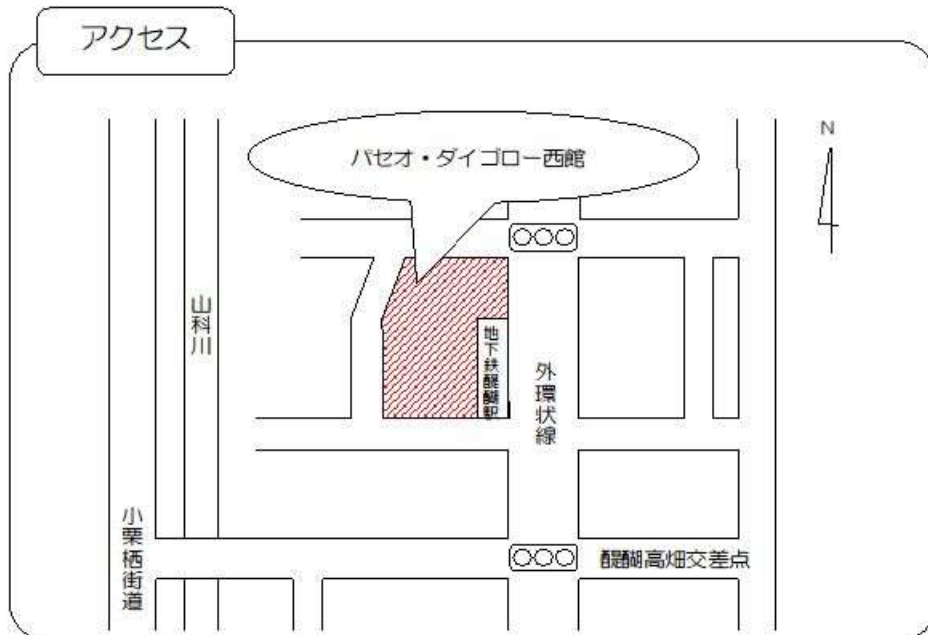 アクセス
パセオ・ダイゴロー西館
N
山科川
地下鉄醍醐駅
外環状線
小栗栖街道
醍醐高畑交差点